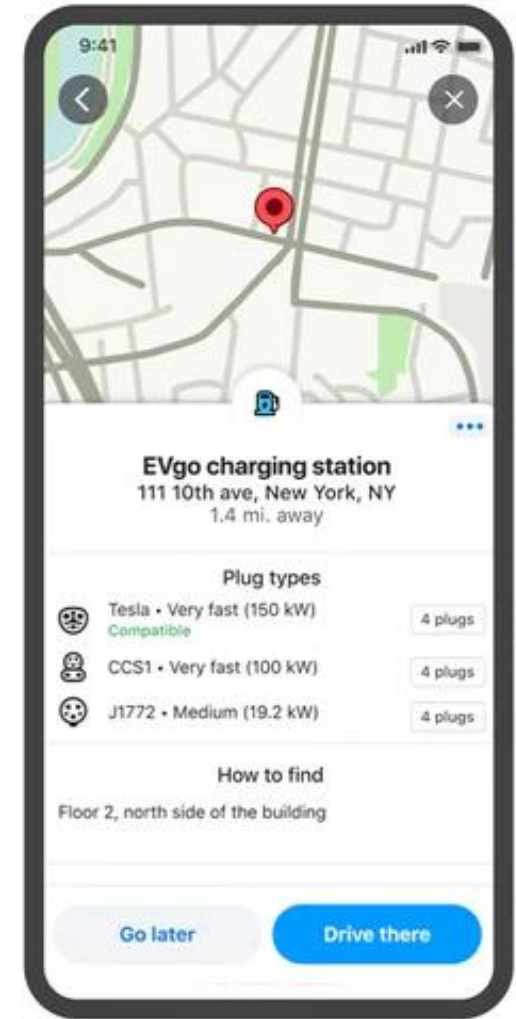 9:41
EVgo charging station
111 10th ave, New York, NY
1.4 mi. away
Plug types
Tesla • Very fast (150 kW)
Compatible
4 plugs
CCS1 • Very fast (100 kW)
4 plugs
J1772 • Medium (19.2 kW)
4 plugs
How to find
Floor 2, north side of the building
Go later
Drive there